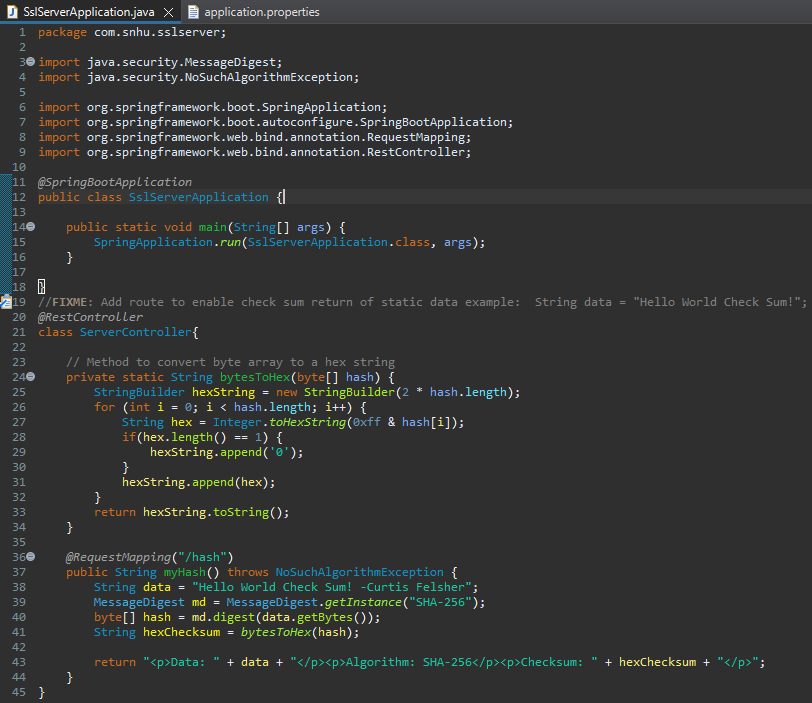 SslServerApplication.java application.properties
1 package com.snhu.sslserver;
2
3 import java.security.MessageDigest;
4 import java.security.NoSuchAlgorithmException;
5
6 import org.springframework.boot.SpringApplication;
7 import org.springframework.boot.autoconfigure.SpringBootApplication;
8 import org.springframework.web.bind.annotation.RequestMapping;
9 import org.springframework.web.bind.annotation.RestController;
10
11 @SpringBootApplication
12 public class SslServerApplication {
13
14     public static void main(String[] args) {
15         SpringApplication.run(SslServerApplication.class, args);
16     }
17
18 }
19 //FIXME: Add route to enable check sum return of static data example:  String data = "Hello World Check Sum!";
20 @RestController
21 class ServerController{
22
23     // Method to convert byte array to a hex string
24     private static String bytesToHex(byte[] hash) {
25         StringBuilder hexString = new StringBuilder(2 * hash.length);
26         for (int i = 0; i < hash.length; i++) {
27             String hex = Integer.toHexString(0xff & hash[i]);
28             if(hex.length() == 1) {
29                 hexString.append('0');
30             }
31             hexString.append(hex);
32         }
33         return hexString.toString();
34     }
35
36     @RequestMapping("/hash")
37     public String myHash() throws NoSuchAlgorithmException {
38         String data = "Hello World Check Sum! -Curtis Felsher";
39         MessageDigest md = MessageDigest.getInstance("SHA-256");
40         byte[] hash = md.digest(data.getBytes());
41         String hexChecksum = bytesToHex(hash);
42
43         return "<p>Data: " + data + "</p><p>Algorithm: SHA-256</p><p>Checksum: " + hexChecksum + "</p>";
44     }
45 }